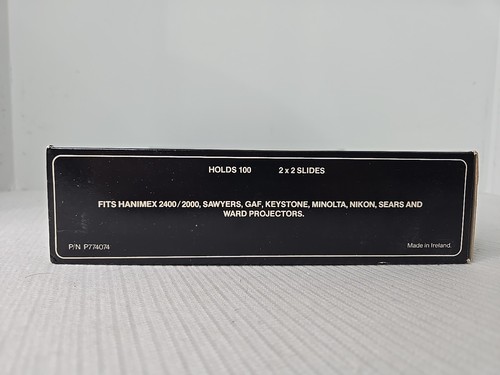 HOLDS 100 2 x 2 SLIDES
FITS HANIMEX 2400/2000, SAWYERS, GAF, KEYSTONE, MINOLTA, NIKON, SEARS AND
WARD PROJECTORS.
P/N P774074
Made in Ireland.